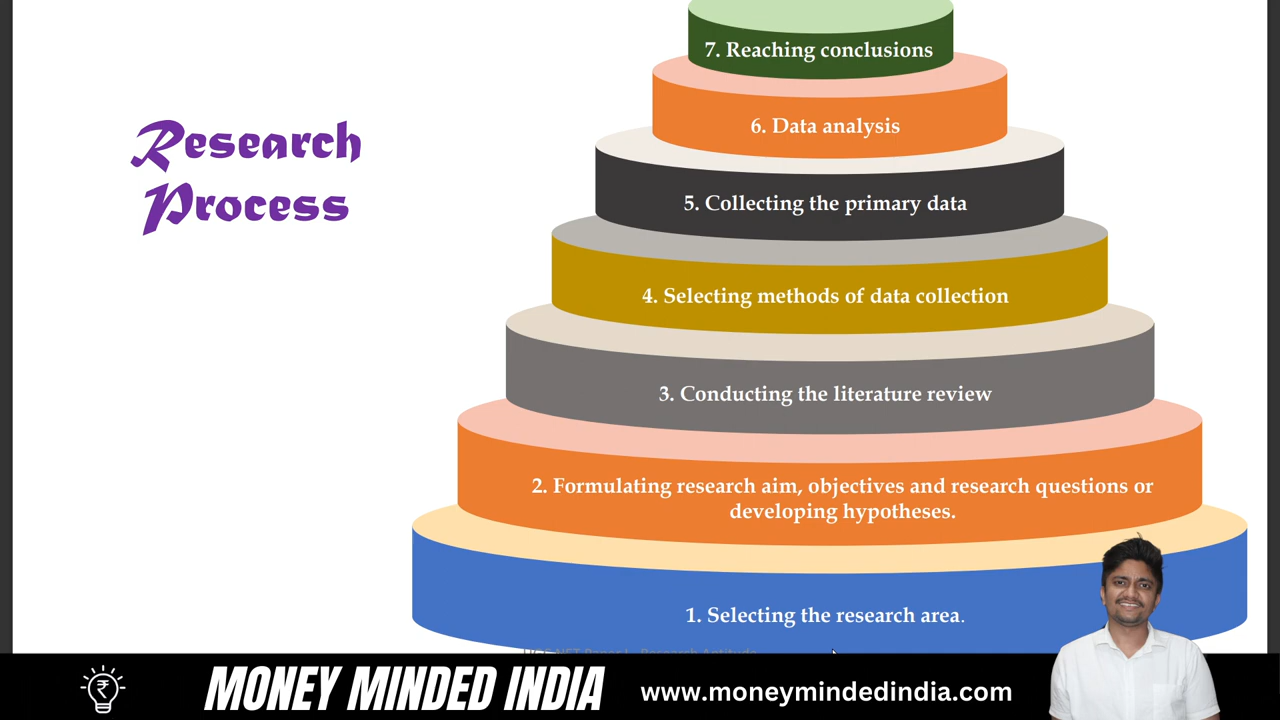 Research
Process
7. Reaching conclusions
6. Data analysis
5. Collecting the primary data
4. Selecting methods of data collection
3. Conducting the literature review
2. Formulating research aim, objectives and research questions or
developing hypotheses.
1. Selecting the research area.
MONEY MINDED INDIA
www.moneymindedindia.com